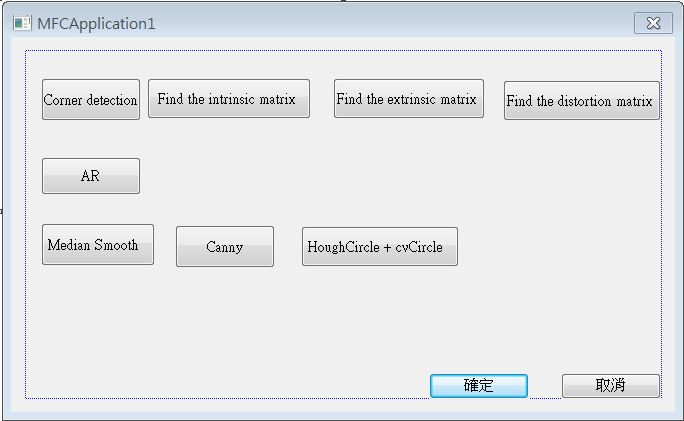 MFCApplication1
Corner detection
Find the intrinsic matrix
Find the extrinsic matrix
Find the distortion matrix
AR
Median Smooth
Canny
HoughCircle + cvCircle
確定
取消